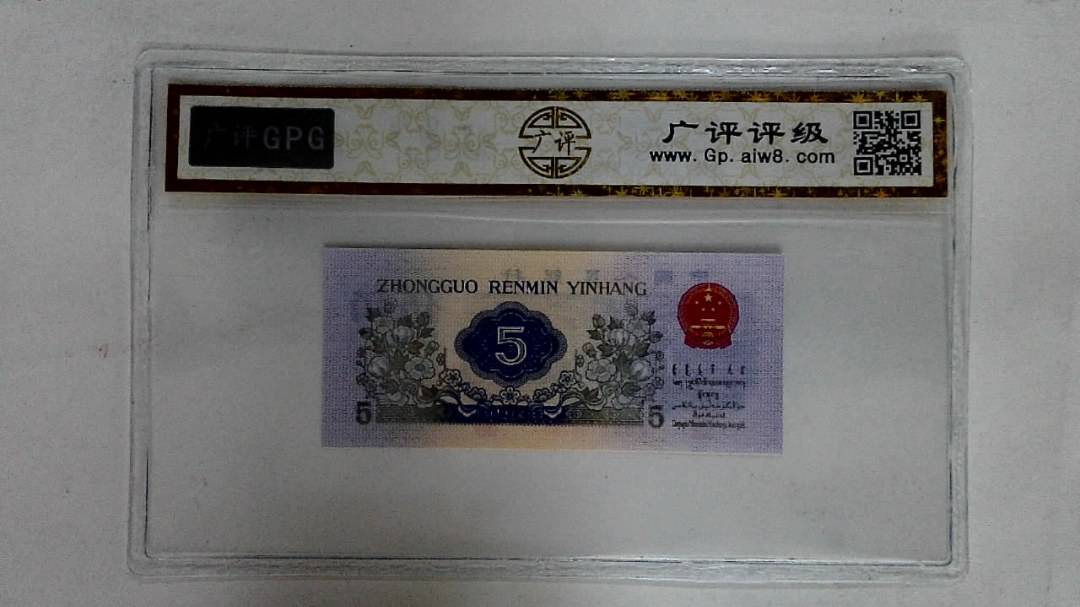 广评GPG
广评
广评评级
www.Gp.aiw8.com
ZHONGGUO RENMIN YINHANG
5
5
5